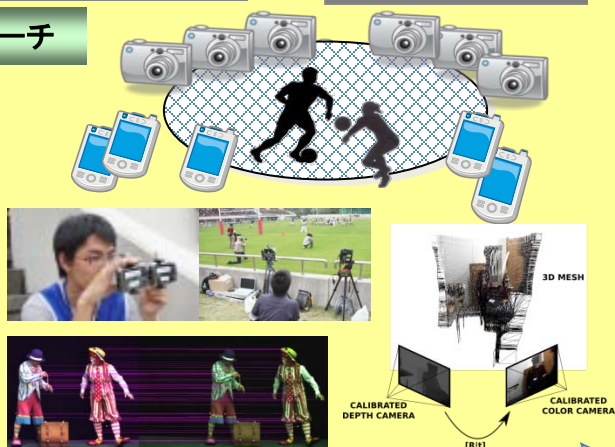 ーチ
3D MESH
CALIBRATED
DEPTH CAMERA
CALIBRATED
COLOR CAMERA
[R|t]